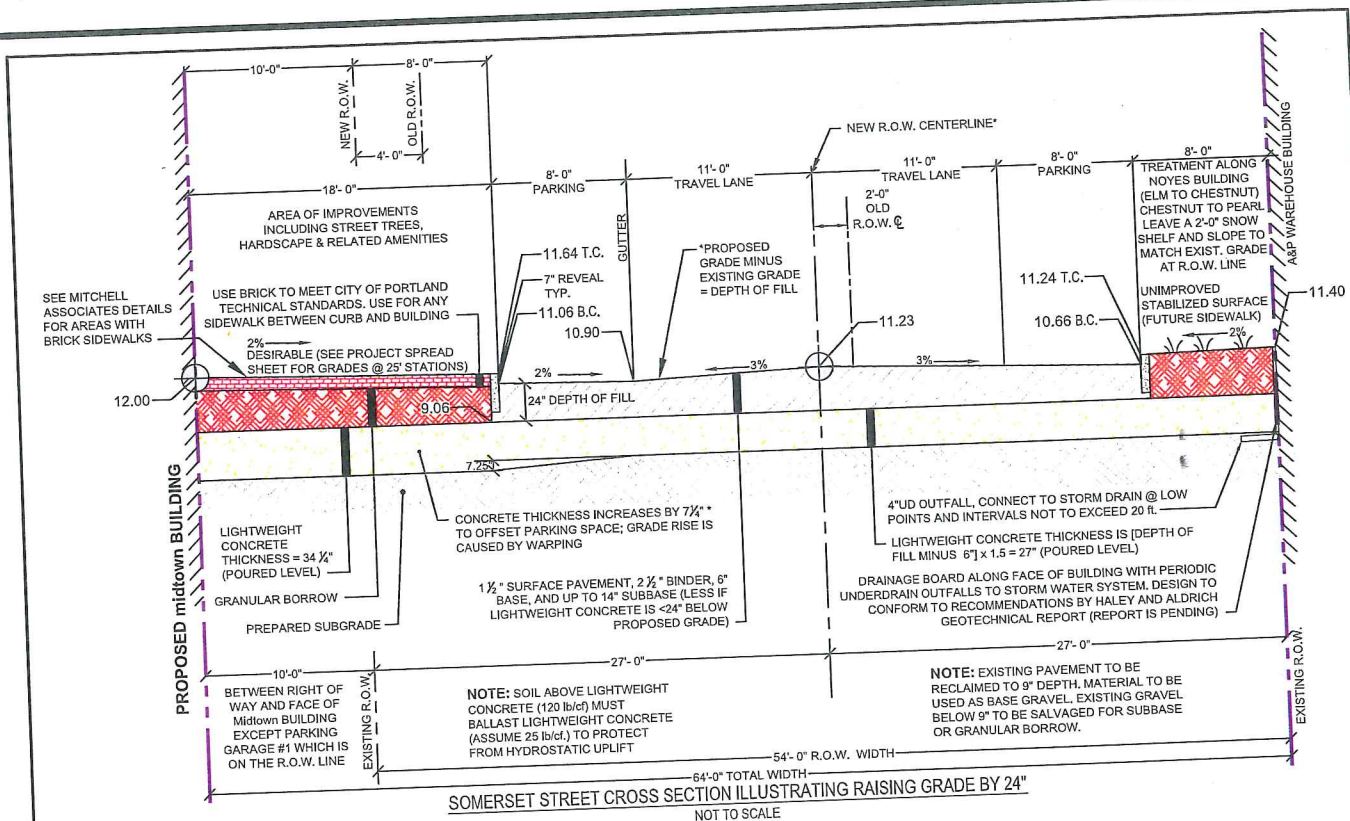 10'-0"
8'-0"
NEW R.O.W.
OLD R.O.W.
4'-0"
NEW R.O.W. CENTERLINE*
18'-0"
8'-0"
PARKING
11'-0"
TRAVEL LANE
11'-0"
TRAVEL LANE
8'-0"
PARKING
8'-0"
TREATMENT ALONG
NOYES BUILDING
(ELM TO CHESTNUT)
CHESTNUT TO PEARL
LEAVE A 2'-0" SNOW
SHELF AND SLOPE TO
MATCH EXIST. GRADE
AT R.O.W. LINE
A&P WAREHOUSE BUILDING
AREA OF IMPROVEMENTS
INCLUDING STREET TREES,
HARDSCAPE & RELATED AMENITIES
GUTTER
2'-0"
OLD
R.O.W. ℄
11.64 T.C.
7" REVEAL
TYP.
11.06 B.C.
10.90
*PROPOSED
GRADE MINUS
EXISTING GRADE
= DEPTH OF FILL
11.24 T.C.
10.66 B.C.
11.23
UNIMPROVED
STABILIZED SURFACE
(FUTURE SIDEWALK)
11.40
2%
SEE MITCHELL
ASSOCIATES DETAILS
FOR AREAS WITH
BRICK SIDEWALKS
USE BRICK TO MEET CITY OF PORTLAND
TECHNICAL STANDARDS. USE FOR ANY
SIDEWALK BETWEEN CURB AND BUILDING
2%
DESIRABLE (SEE PROJECT SPREAD
SHEET FOR GRADES @ 25' STATIONS)
2%
3%
3%
12.00
9.06
24" DEPTH OF FILL
7.25"
PROPOSED midtown BUILDING
LIGHTWEIGHT
CONCRETE
THICKNESS = 34 ¼"
(POURED LEVEL)
GRANULAR BORROW
PREPARED SUBGRADE
CONCRETE THICKNESS INCREASES BY 7¼" *
TO OFFSET PARKING SPACE; GRADE RISE IS
CAUSED BY WARPING
1 ½" SURFACE PAVEMENT, 2 ½" BINDER, 6"
BASE, AND UP TO 14" SUBBASE (LESS IF
LIGHTWEIGHT CONCRETE IS <24" BELOW
PROPOSED GRADE)
4"UD OUTFALL, CONNECT TO STORM DRAIN @ LOW
POINTS AND INTERVALS NOT TO EXCEED 20 ft.
LIGHTWEIGHT CONCRETE THICKNESS IS [DEPTH OF
FILL MINUS 6"] x 1.5 = 27" (POURED LEVEL)
DRAINAGE BOARD ALONG FACE OF BUILDING WITH PERIODIC
UNDERDRAIN OUTFALLS TO STORM WATER SYSTEM. DESIGN TO
CONFORM TO RECOMMENDATIONS BY HALEY AND ALDRICH
GEOTECHNICAL REPORT (REPORT IS PENDING)
10'-0"
27'- 0"
27'- 0"
BETWEEN RIGHT OF
WAY AND FACE OF
Midtown BUILDING
EXCEPT PARKING
GARAGE #1 WHICH IS
ON THE R.O.W. LINE
EXISTING R.O.W.
NOTE: SOIL ABOVE LIGHTWEIGHT
CONCRETE (120 lb/cf) MUST
BALLAST LIGHTWEIGHT CONCRETE
(ASSUME 25 lb/cf.) TO PROTECT
FROM HYDROSTATIC UPLIFT
NOTE: EXISTING PAVEMENT TO BE
RECLAIMED TO 9" DEPTH. MATERIAL TO BE
USED AS BASE GRAVEL. EXISTING GRAVEL
BELOW 9" TO BE SALVAGED FOR SUBBASE
OR GRANULAR BORROW.
EXISTING R.O.W.
54'- 0" R.O.W. WIDTH
64'-0" TOTAL WIDTH
SOMERSET STREET CROSS SECTION ILLUSTRATING RAISING GRADE BY 24"
NOT TO SCALE